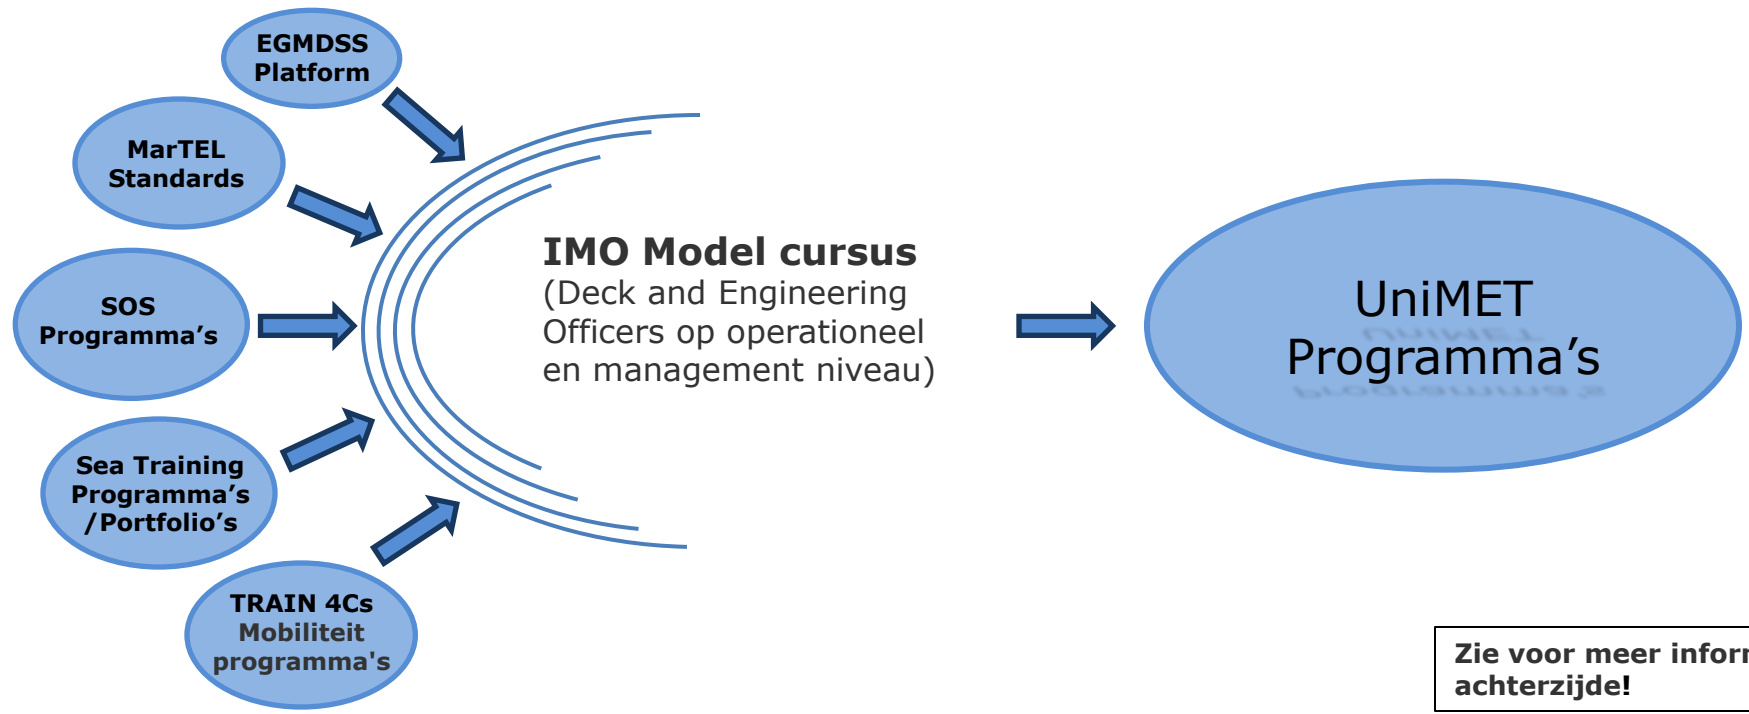 EGMDSS
Platform
MarTEL
Standards
SOS
Programma’s
Sea Training
Programma’s
/Portfolio’s
TRAIN 4Cs
Mobiliteit
programma's
IMO Model cursus
(Deck and Engineering
Officers op operationeel
en management niveau)
UniMET
Programma’s
Zie voor meer
achterzijde!